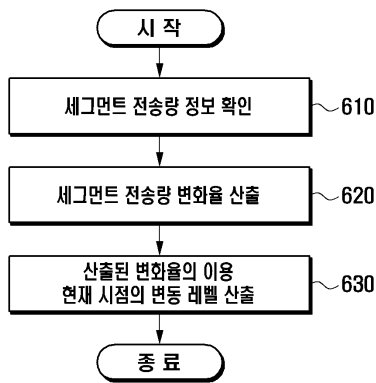 시 작
세그먼트 전송량 정보 확인
610
세그먼트 전송량 변화율 산출
620
산출된 변화율의 이용
현재 시점의 변동 레벨 산출
630
종 료